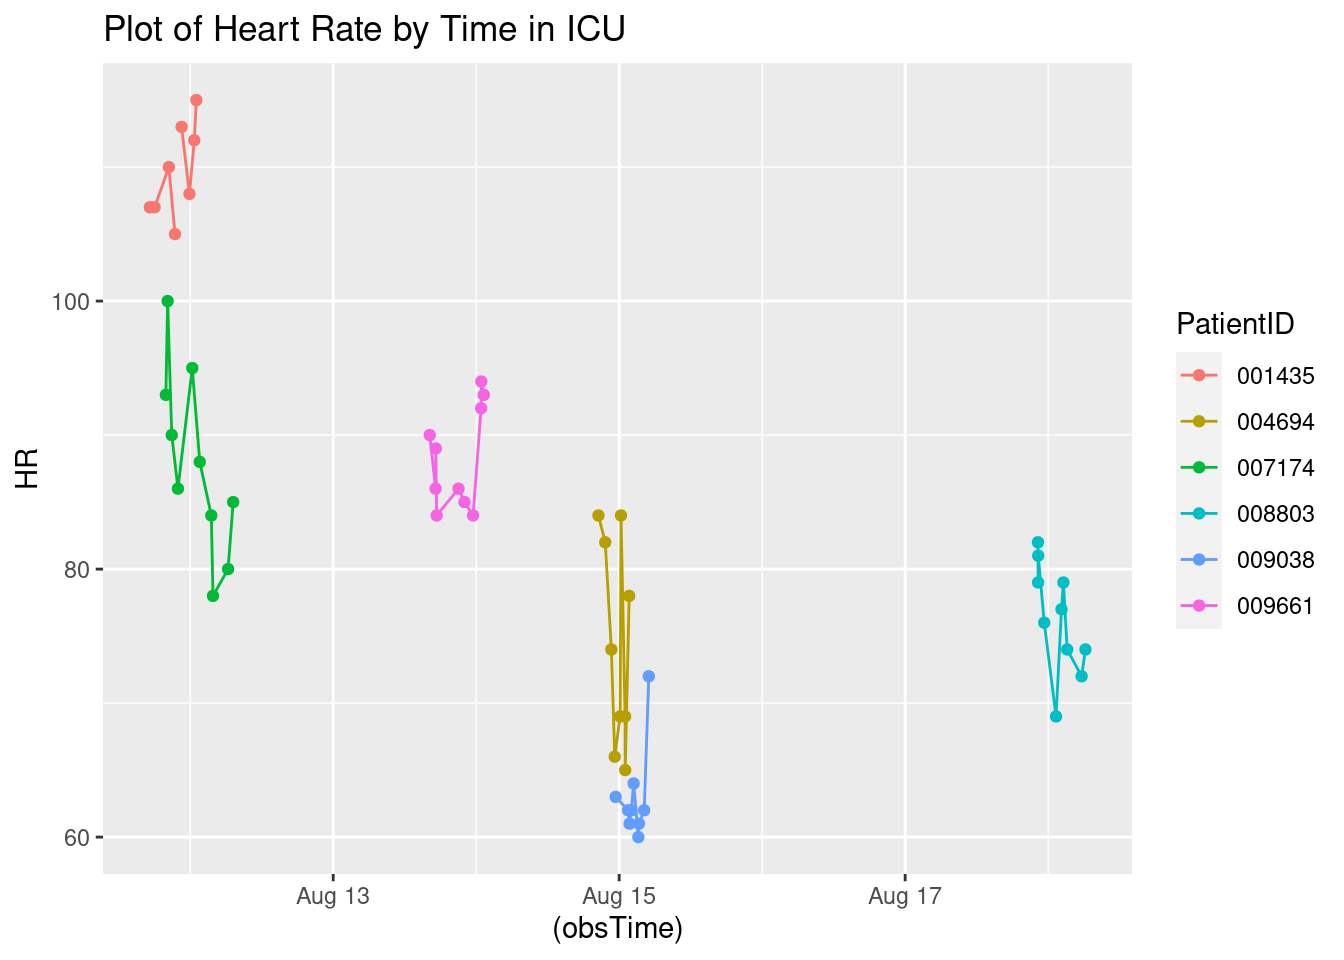 Plot of Heart Rate by Time in ICU
HR
100
80
60
Aug 13
Aug 15
Aug 17
(obsTime)
PatientID
001435
004694
007174
008803
009038
009661